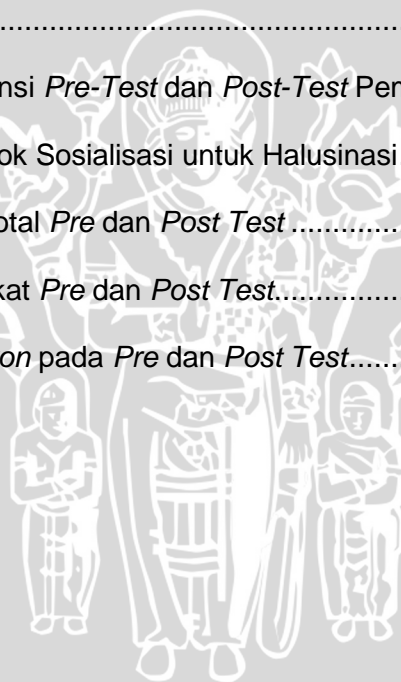 .................................................
nsi Pre-Test dan Post-Test Per
ok Sosialisasi untuk Halusinasi
otal Pre dan Post Test ..............
kat Pre dan Post Test.................
on pada Pre dan Post Test......